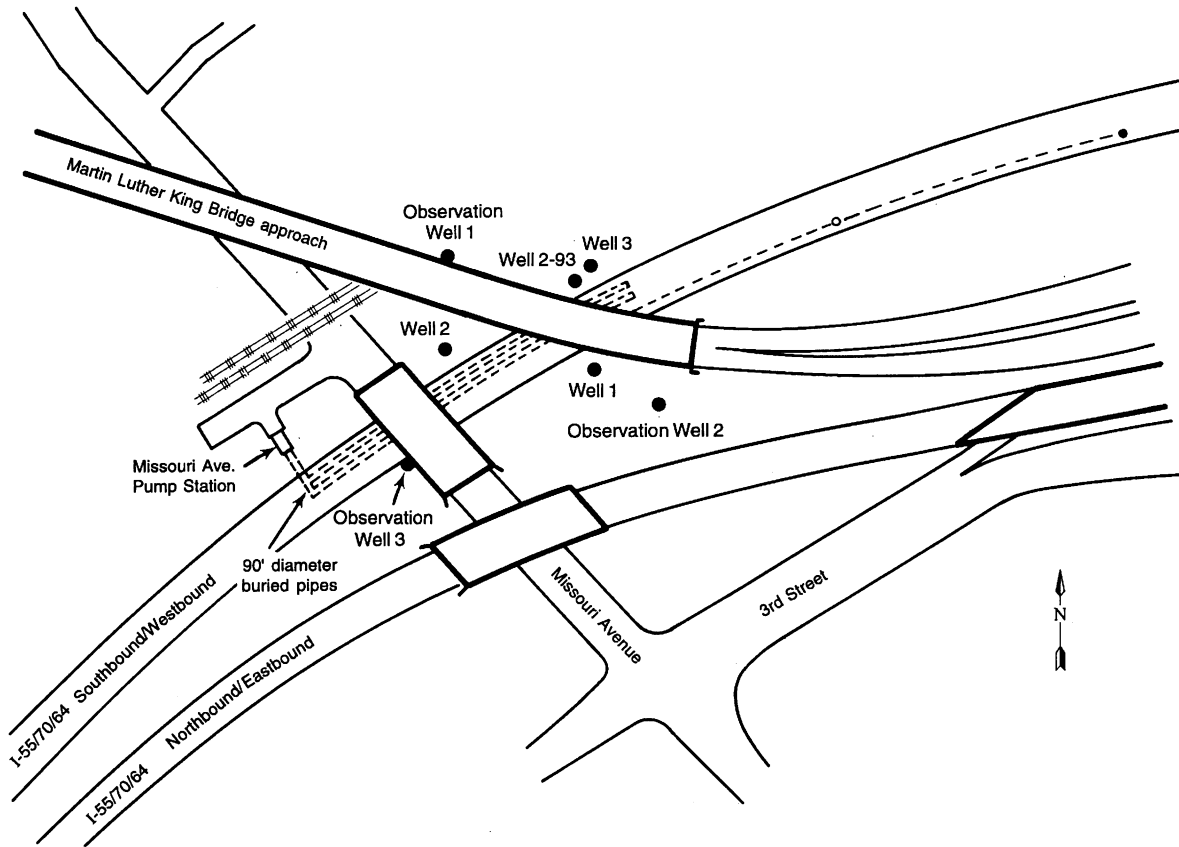 Martin Luther King Bridge approach
Observation
Well 1
Well 3
Well 2-93
Well 2
Well 1
Observation Well 2
Missouri Ave.
Pump Station
Observation
Well 3
90' diameter
buried pipes
Missouri Avenue
3rd Street
N
I-55/70/64 Southbound/Westbound
I-55/70/64 Northbound/Eastbound